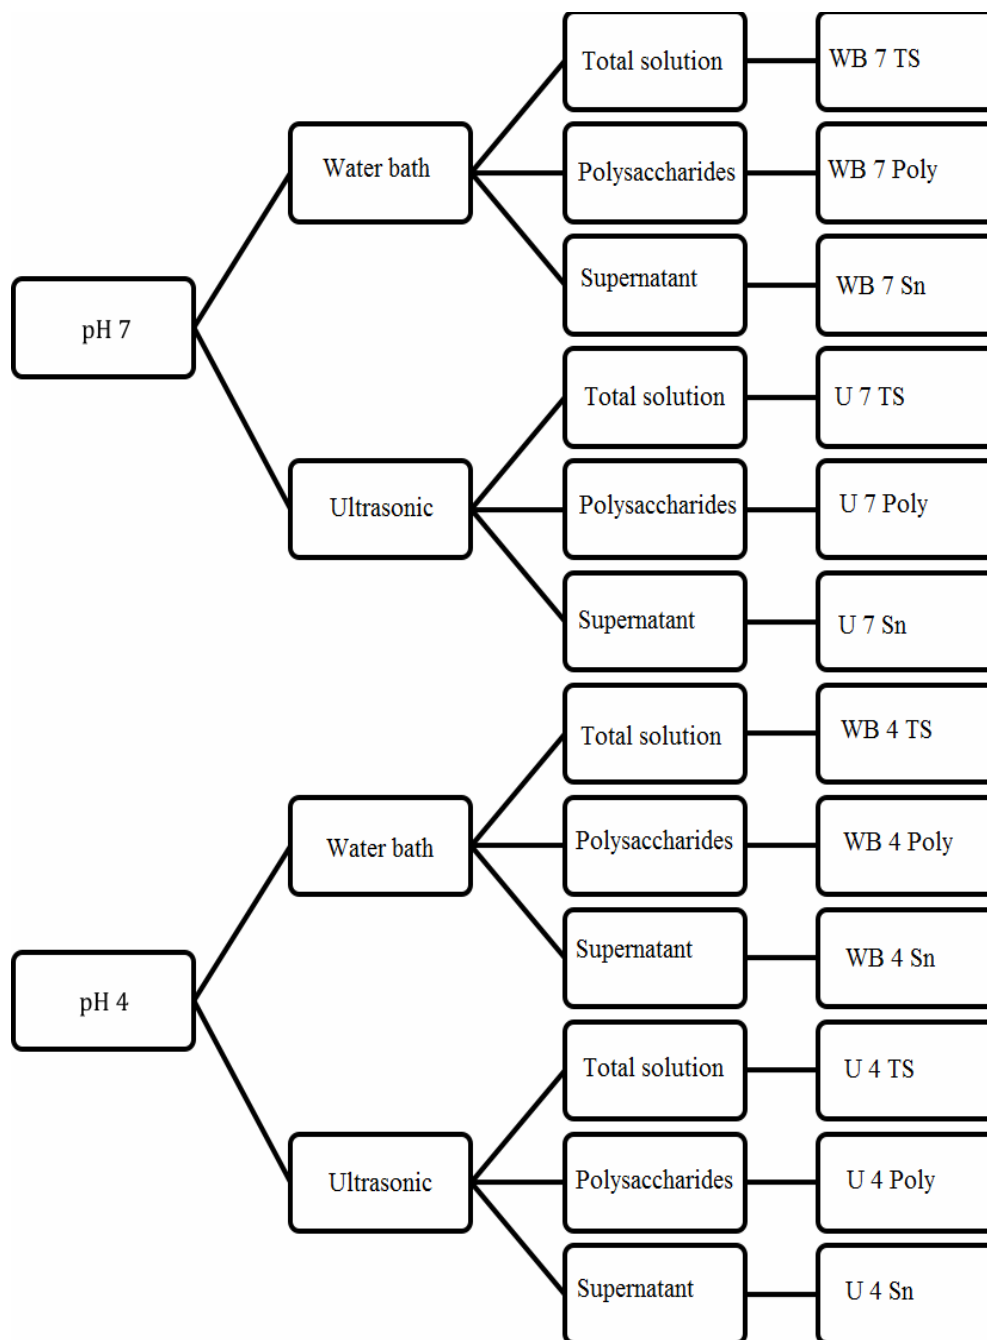 Total solution
WB 7 TS
Water bath
Polysaccharides
WB 7 Poly
Supernatant
WB 7 Sn
pH 7
Total solution
U 7 TS
Ultrasonic
Polysaccharides
U 7 Poly
Supernatant
U 7 Sn
Total solution
WB 4 TS
Water bath
Polysaccharides
WB 4 Poly
Supernatant
WB 4 Sn
pH 4
Total solution
U 4 TS
Ultrasonic
Polysaccharides
U 4 Poly
Supernatant
U 4 Sn